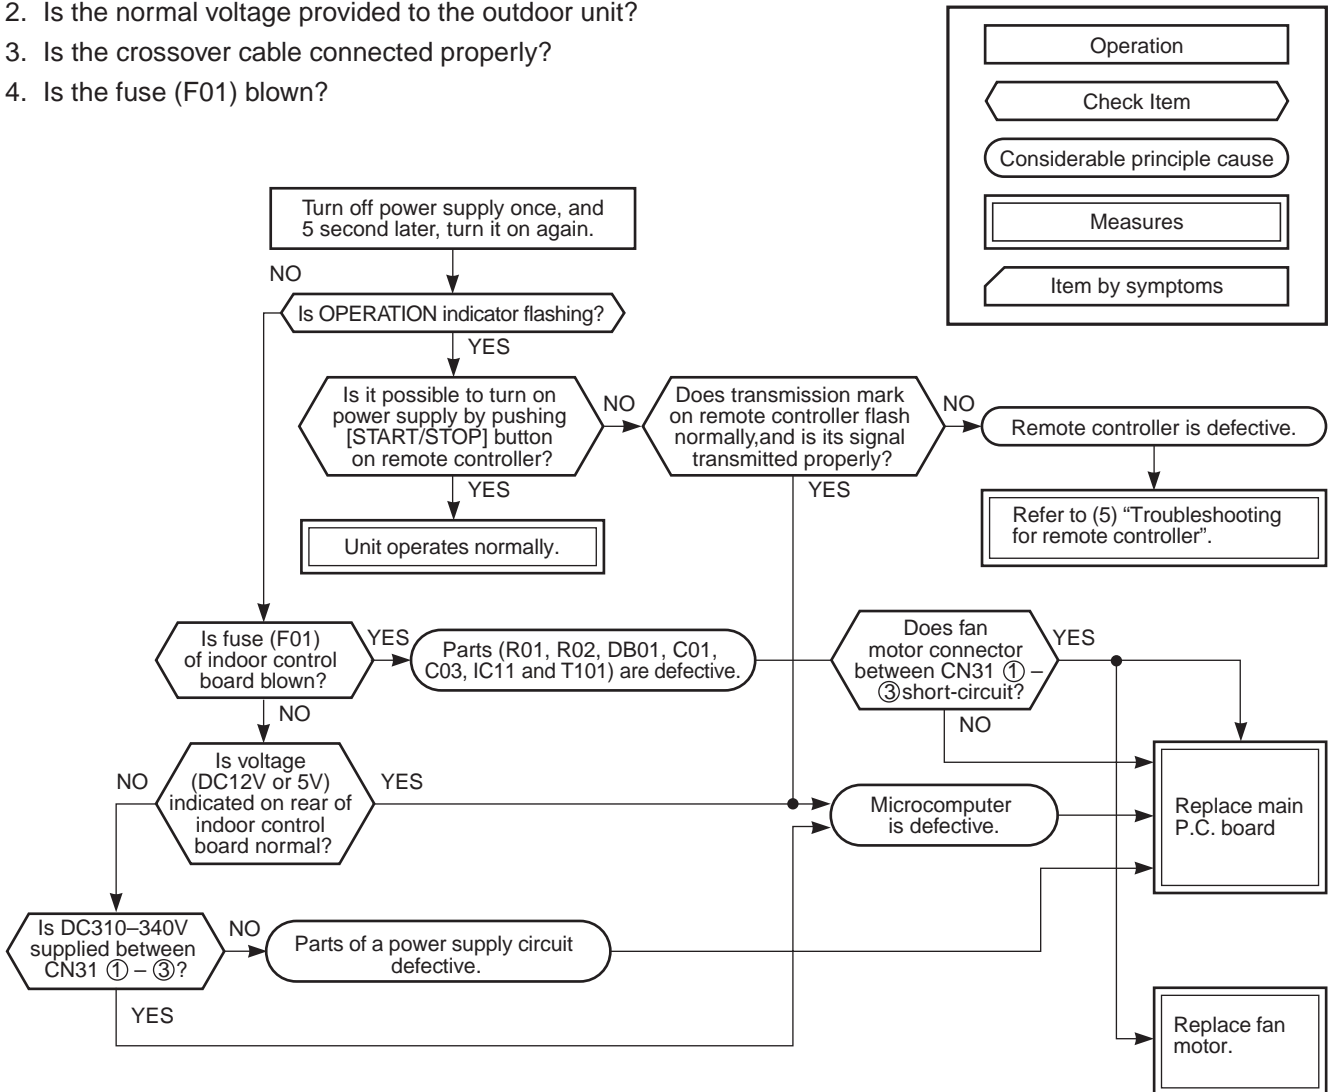 2. Is the normal voltage provided to the outdoor unit?
3. Is the crossover cable connected properly?
4. Is the fuse (F01) blown?
Operation
Check Item
Considerable principle cause
Measures
Item by symptoms
Turn off power supply once, and
5 second later, turn it on again.
NO
Is OPERATION indicator flashing?
YES
Is it possible to turn on
power supply by pushing
[START/STOP] button
on remote controller?
NO
Does transmission mark
on remote controller flash
normally,and is its signal
transmitted properly?
NO
Remote controller is defective.
YES
YES
Unit operates normally.
Refer to (5) “Troubleshooting
for remote controller”.
Is fuse (F01)
of indoor control
board blown?
YES
Parts (R01, R02, DB01, C01,
C03, IC11 and T101) are defective.
Does fan
motor connector
between CN31 ① –
③short-circuit?
YES
NO
NO
Is voltage
(DC12V or 5V)
indicated on rear of
indoor control
board normal?
NO
YES
Microcomputer
is defective.
Replace main
P.C. board
Is DC310–340V
supplied between
CN31 ① – ③?
NO
Parts of a power supply circuit
defective.
YES
Replace fan
motor.